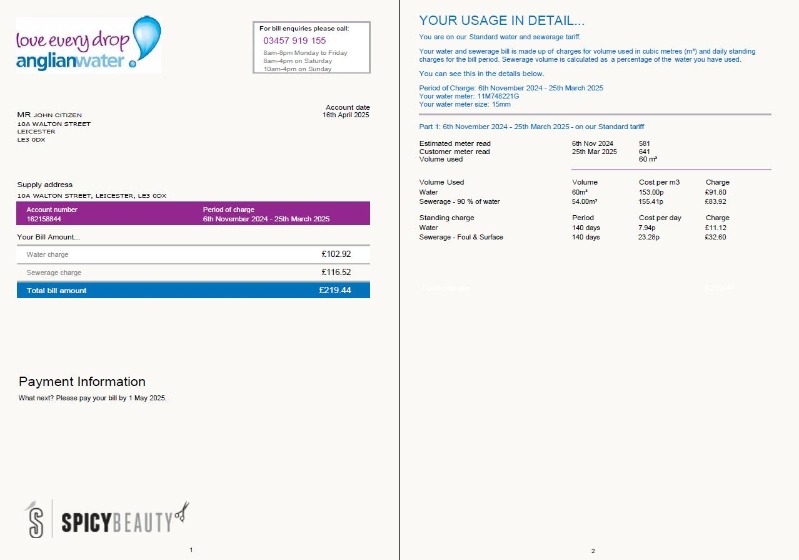 love every drop
anglianwater
For bill enquiries please call:
03457 919 155
8am-8pm Monday to Friday
8am-4pm on Saturday
10am-4pm on Sunday
Account date
16th April 2025
MR JOHN CITIZEN
10A WALTON STREET
LEICESTER
LE3 0DX
Supply address
10A WALTON STREET, LEICESTER, LE3 0DX
Account number Period of charge
162158844 6th November 2024 - 25th March 2025
Your Bill Amount...
Water charge £102.92
Sewerage charge £116.52
Total bill amount £219.44
Payment Information
What next? Please pay your bill by 1 May 2025.
S SPICYBEAUTY
1
YOUR USAGE IN DETAIL...
You are on our Standard water and sewerage tariff.
Your water and sewerage bill is made up of charges for volume used in cubic metres (m³) and daily standing
charges for the bill period. Sewerage volume is calculated as a percentage of the water you have used.
You can see this in the details below.
Period of Charge: 6th November 2024 - 25th March 2025
Your water meter: 11M748221G
Your water meter size: 15mm
Part 1: 6th November 2024 - 25th March 2025 - on our Standard tariff
Estimated meter read 6th Nov 2024 581
Customer meter read 25th Mar 2025 641
Volume used 60 m³
Volume Used Volume Cost per m3 Charge
Water 60m³ 153.00p £91.80
Sewerage - 90 % of water 54.00m³ 155.41p £83.92
Standing charge Period Cost per day Charge
Water 140 days 7.94p £11.12
Sewerage - Foul & Surface 140 days 23.28p £32.60
2